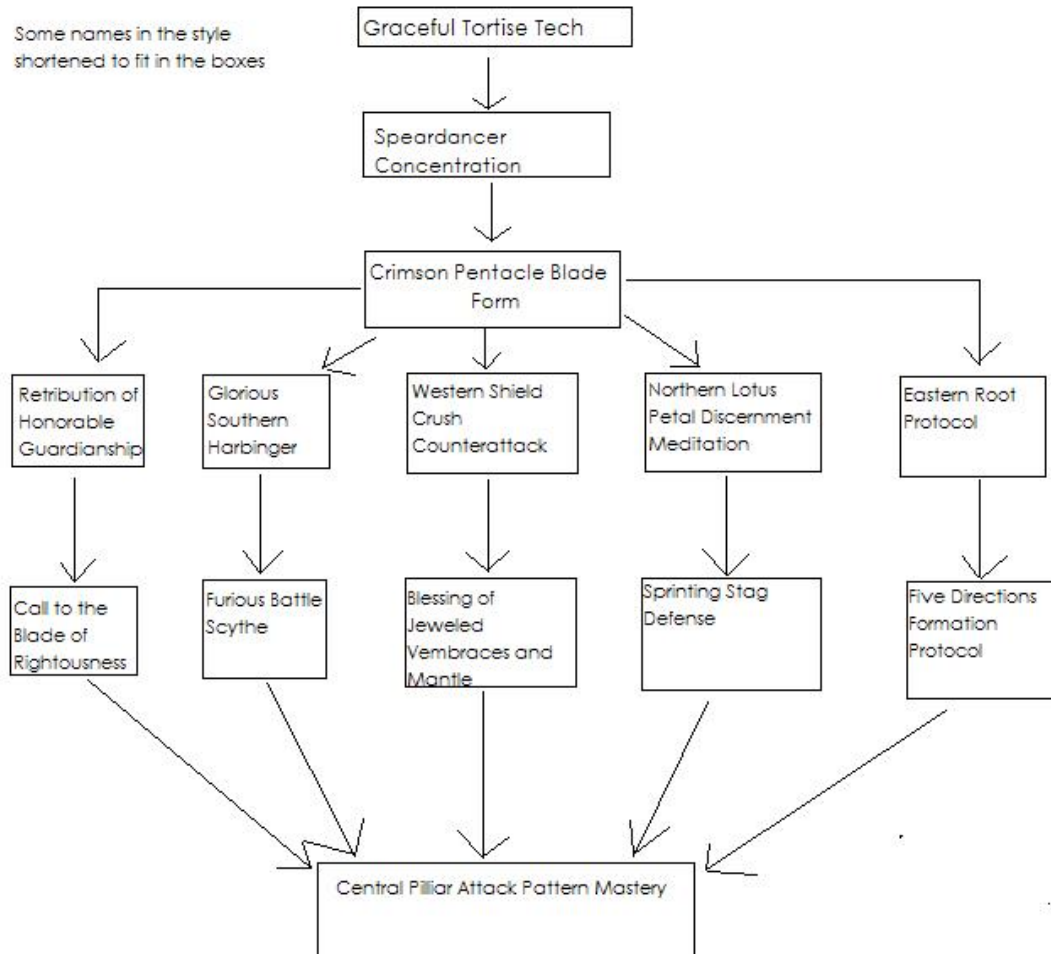 Some names in the style
shortened to fit in the boxes
Graceful Tortise Tech
Speardancer
Concentration
Crimson Pentacle Blade
Form
Retribution of
Honorable
Guardianship
Glorious
Southern
Harbinger
Western Shield
Crush
Counterattack
Northern Lotus
Petal Discernment
Meditation
Eastern Root
Protocol
Call to the
Blade of
Rightousness
Furious Battle
Scythe
Blessing of
Jeweled
Vembraces and
Mantle
Sprinting Stag
Defense
Five Directions
Formation
Protocol
Central Pilliar Attack Pattern Mastery